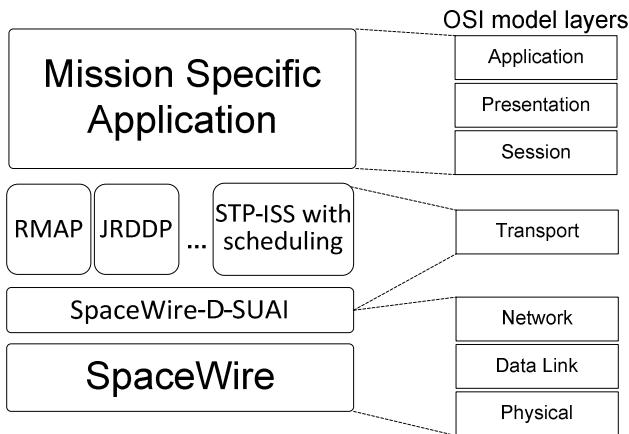 OSI model layers
Mission Specific
Application
Application
Presentation
Session
RMAP
JRDDP
...
STP-ISS with
scheduling
Transport
SpaceWire-D-SUAI
SpaceWire
Network
Data Link
Physical